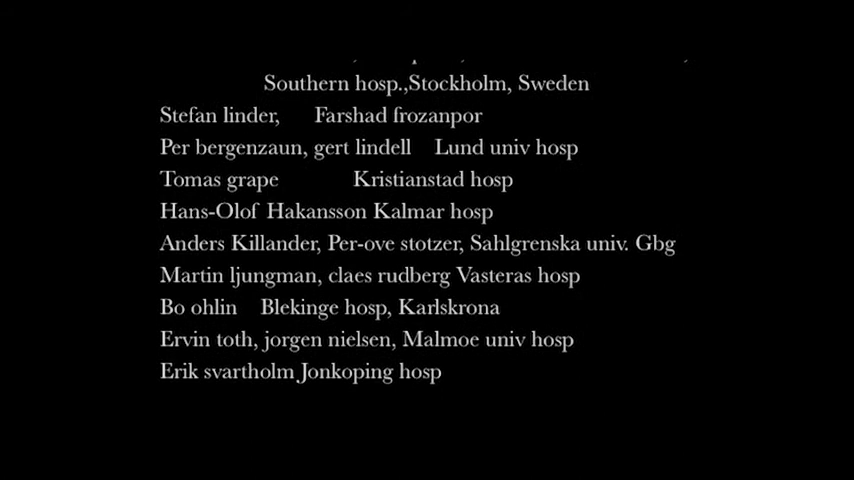 Southern hosp.,Stockholm, Sweden
Stefan linder, Farshad frozanpor
Per bergenzaun, gert lindell Lund univ hosp
Tomas grape Kristianstad hosp
Hans-Olof Hakansson Kalmar hosp
Anders Killander, Per-ove stotzer, Sahlgrenska univ. Gbg
Martin ljungman, claes rudberg Vasteras hosp
Bo ohlin Blekinge hosp, Karlskrona
Ervin toth, jorgen nielsen, Malmoe univ hosp
Erik svartholm Jonkoping hosp